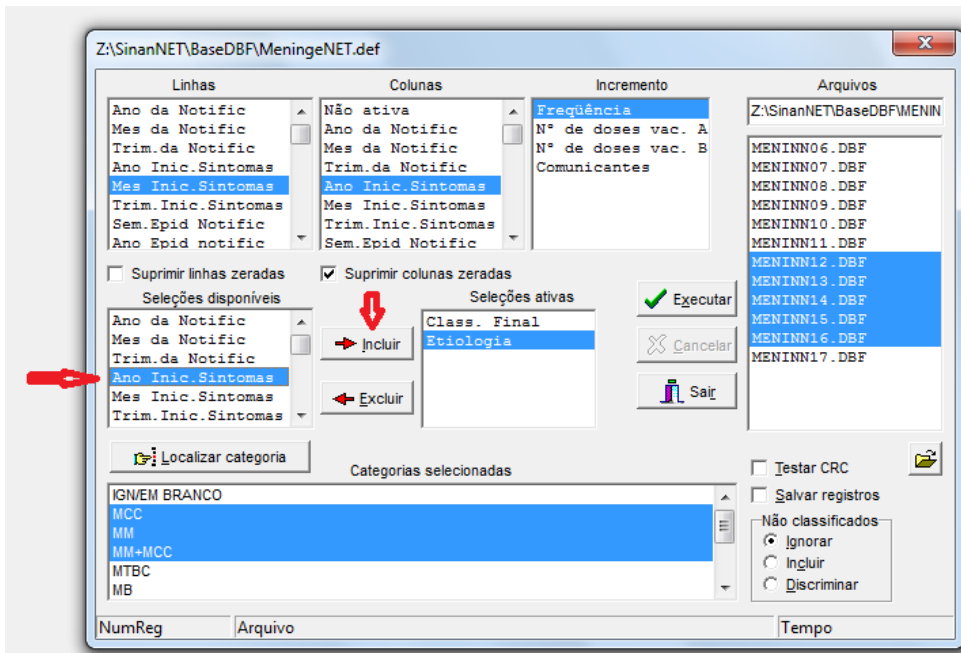 Z:\SinanNET\BaseDBF\MeningeNET.def
Linhas
Ano da Notific
Mes da Notific
Trim.da Notific
Ano Inic.Sintomas
Mes Inic.Sintomas
Trim.Inic.Sintomas
Sem.Epid Notific
Ano Epid notific
Colunas
Não ativa
Ano da Notific
Mes da Notific
Trim.da Notific
Ano Inic.Sintomas
Mes Inic.Sintomas
Trim.Inic.Sintomas
Sem.Epid Notific
Incremento
Freqüência
N° de doses vac. A
N° de doses vac. B
Comunicantes
Arquivos
Z:\SinanNET\BaseDBF\MENIN
MENINN06.DBF
MENINN07.DBF
MENINN08.DBF
MENINN09.DBF
MENINN10.DBF
MENINN11.DBF
MENINN12.DBF
MENINN13.DBF
MENINN14.DBF
MENINN15.DBF
MENINN16.DBF
MENINN17.DBF
Suprimir linhas zeradas
Suprimir colunas zeradas
Seleções disponíveis
Ano da Notific
Mes da Notific
Trim.da Notific
Ano Inic.Sintomas
Mes Inic.Sintomas
Trim.Inic.Sintomas
Incluir
Excluir
Seleções ativas
Class. Final
Etiologia
Executar
Cancelar
Sair
Localizar categoria
Categorias selecionadas
IGN/EM BRANCO
MCC
MM
MM+MCC
MTBC
MB
Testar CRC
Salvar registros
Não classificados
Ignorar
Incluir
Discriminar
NumReg
Arquivo
Tempo